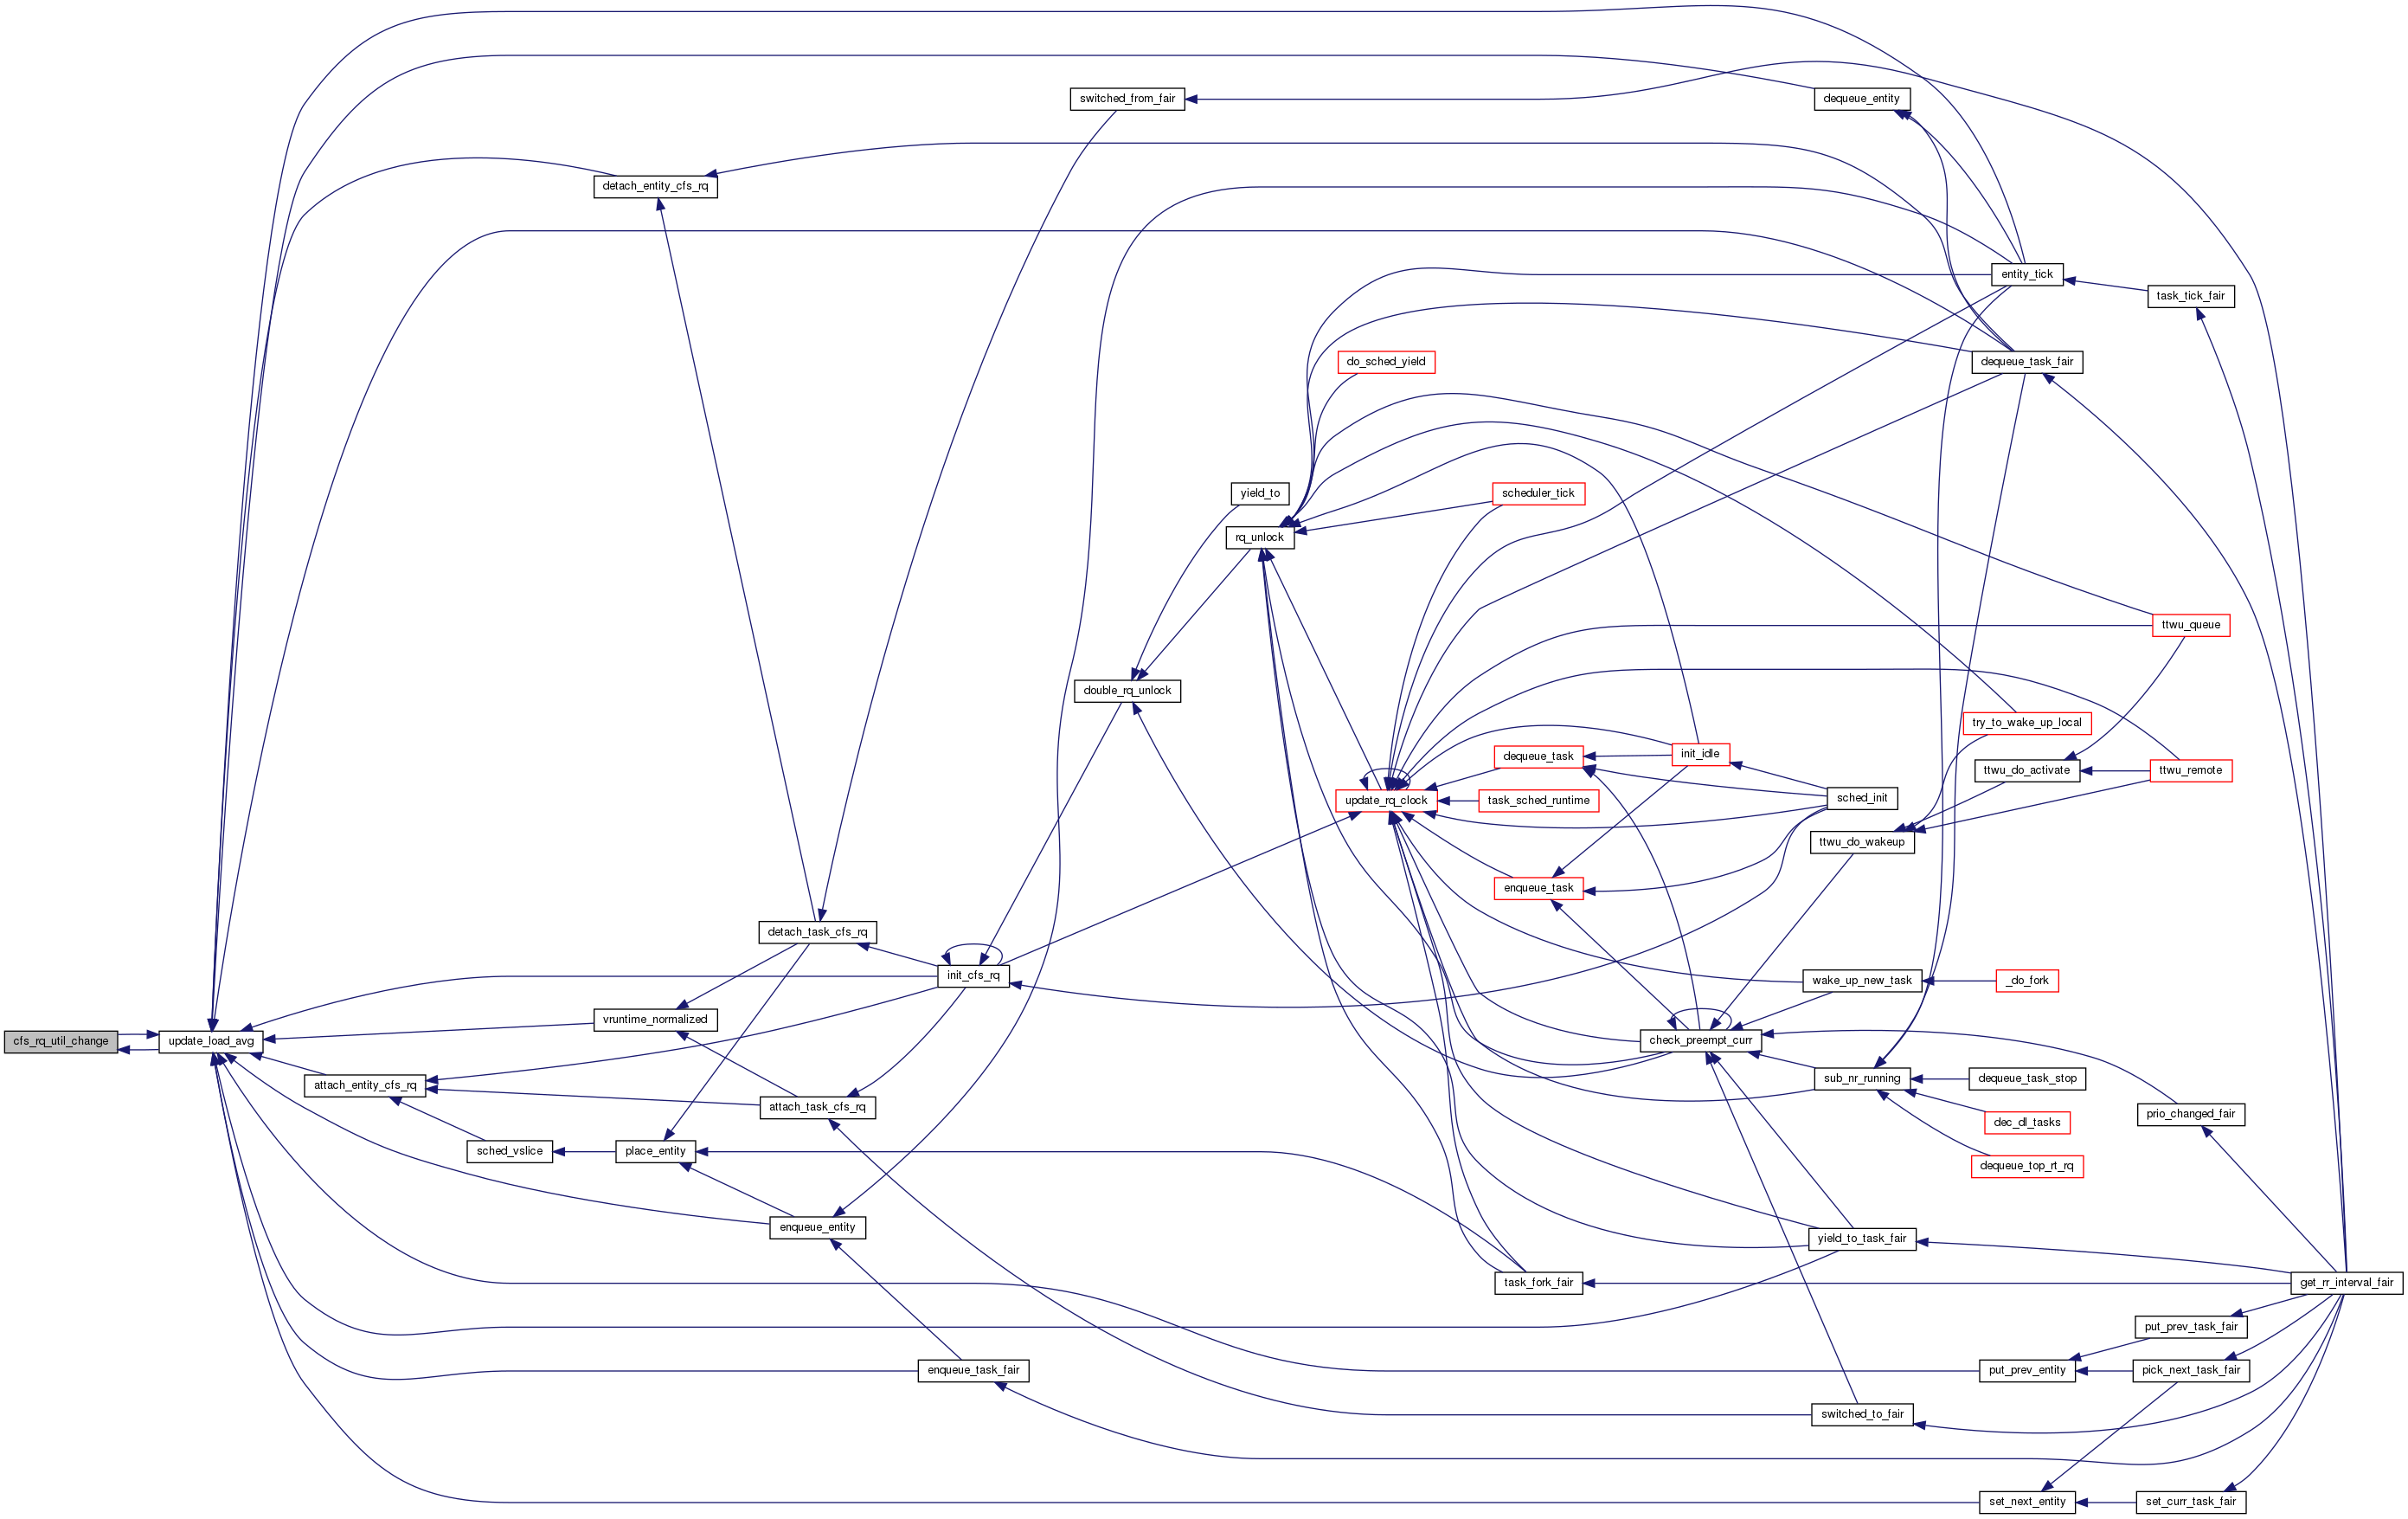 switched_from_fair
dequeue_entity
detach_entity_cfs_rq
entity_tick
task_tick_fair
do_sched_yield
dequeue_task_fair
yield_to
scheduler_tick
rq_unlock
ttwu_queue
double_rq_unlock
try_to_wake_up_local
dequeue_task
init_idle
ttwu_do_activate
ttwu_remote
update_rq_clock
task_sched_runtime
sched_init
ttwu_do_wakeup
enqueue_task
detach_task_cfs_rq
init_cfs_rq
wake_up_new_task
_do_fork
vruntime_normalized
cfs_rq_util_change
update_load_avg
check_preempt_curr
attach_entity_cfs_rq
sub_nr_running
dequeue_task_stop
attach_task_cfs_rq
prio_changed_fair
dec_dl_tasks
sched_vslice
place_entity
dequeue_top_rt_rq
enqueue_entity
yield_to_task_fair
task_fork_fair
get_rr_interval_fair
put_prev_task_fair
enqueue_task_fair
put_prev_entity
pick_next_task_fair
switched_to_fair
set_next_entity
set_curr_task_fair